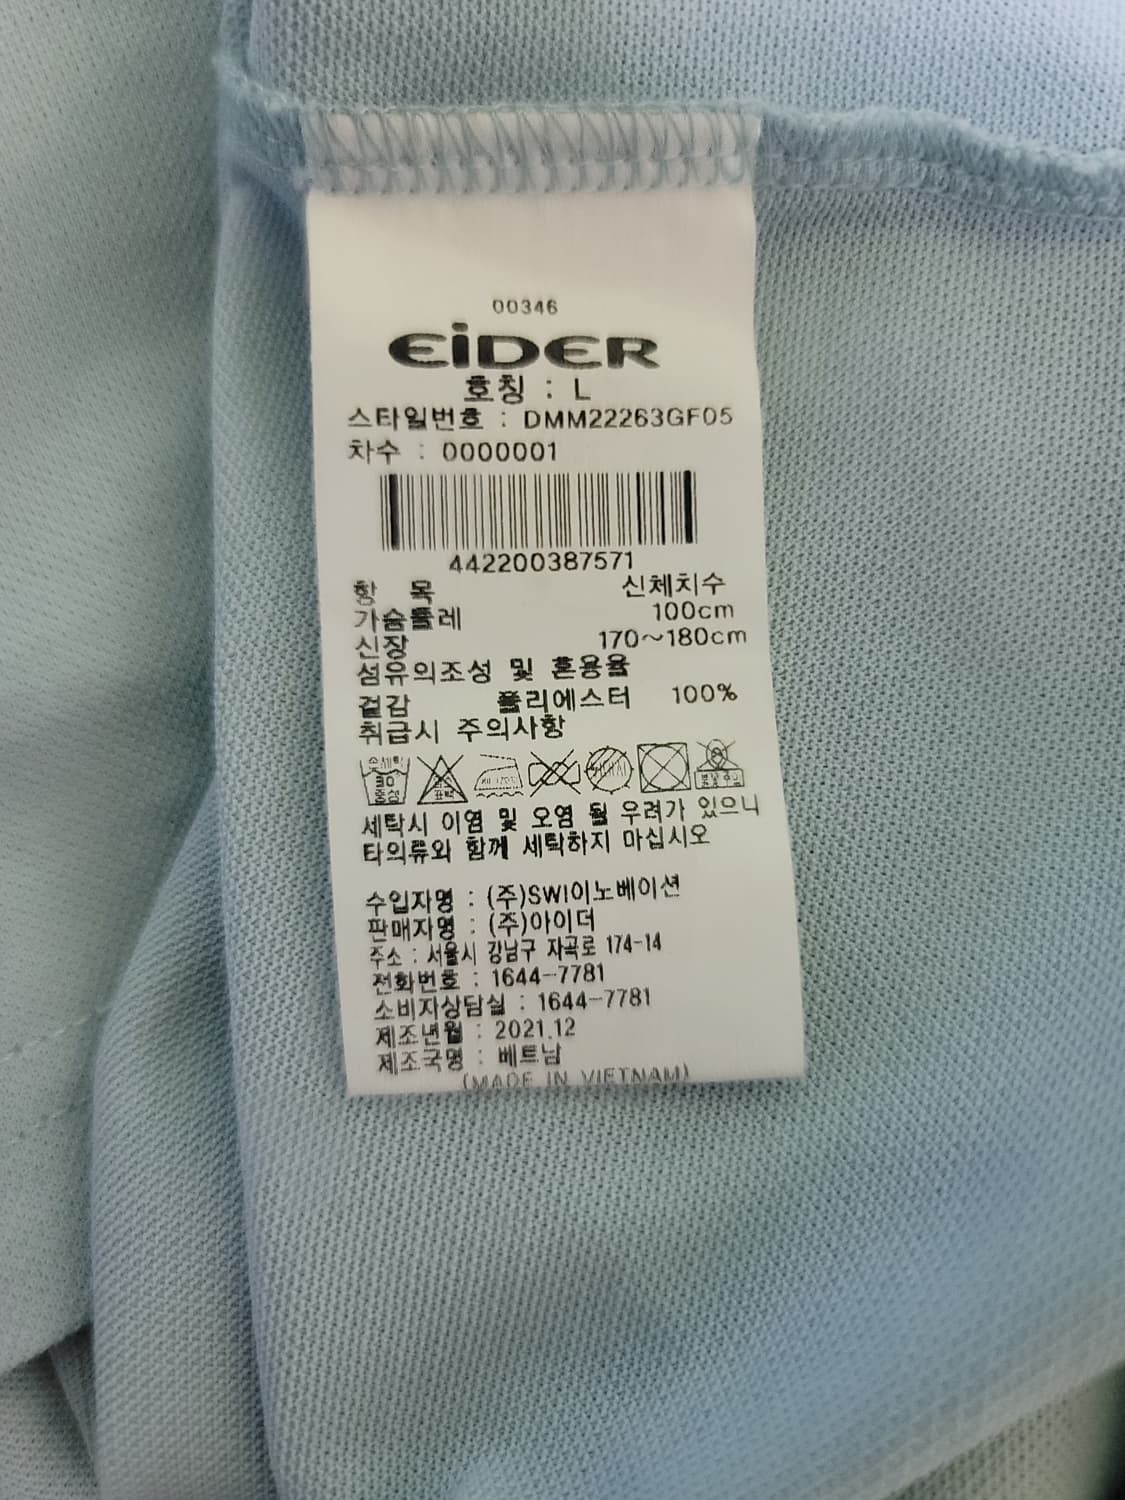 00346
EiDER
호칭 : L
스타일번호 : DMM22263GF05
차수 : 0000001
442200387571
항 목 신체치수
가슴둘레 100cm
신장 170~180cm
섬유의조성 및 혼용율
겉감 폴리에스터 100%
취급시 주의사항
손세탁
중성
세탁시 이염 및 오염 될 우려가 있으니
타의류와 함께 세탁하지 마십시오
수입자명 : (주)SWI이노베이션
판매자명 : (주)아이더
주소 : 서울시 강남구 자곡로 174-14
전화번호 : 1644-7781
소비자상담실 : 1644-7781
제조년월 : 2021.12
제조국명 : 베트남
(MADE IN VIETNAM)